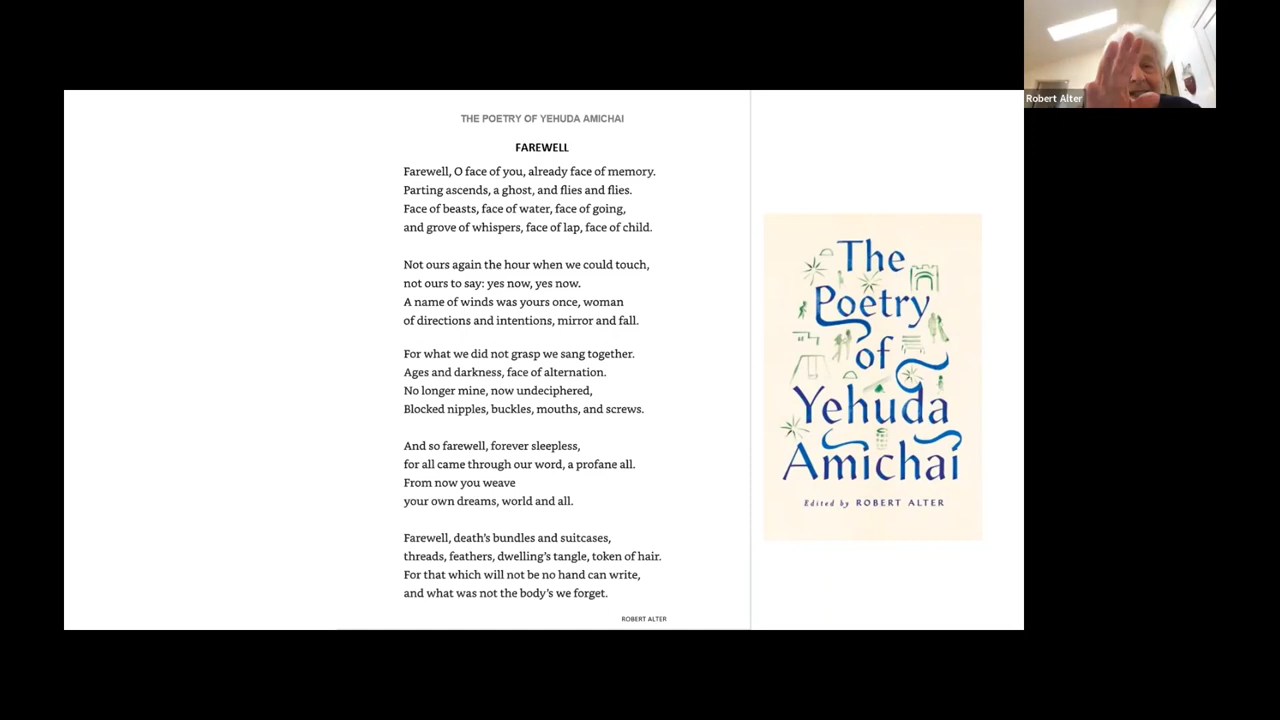 THE POETRY OF YEHUDA AMICHAI
FAREWELL
Farewell, O face of you, already face of memory.
Parting ascends, a ghost, and flies and flies.
Face of beasts, face of water, face of going,
and grove of whispers, face of lap, face of child.
Not ours again the hour when we could touch,
not ours to say: yes now, yes now.
A name of winds was yours once, woman
of directions and intentions, mirror and fall.
For what we did not grasp we sang together.
Ages and darkness, face of alternation.
No longer mine, now undeciphered,
Blocked nipples, buckles, mouths, and screws.
And so farewell, forever sleepless,
for all came through our word, a profane all.
From now you weave
your own dreams, world and all.
Farewell, death's bundles and suitcases,
threads, feathers, dwelling's tangle, token of hair.
For that which will not be no hand can write,
and what was not the body's we forget.
ROBERT ALTER
The
Poetry
of
Yehuda
Amichai
Edited by ROBERT ALTER
Robert Alter